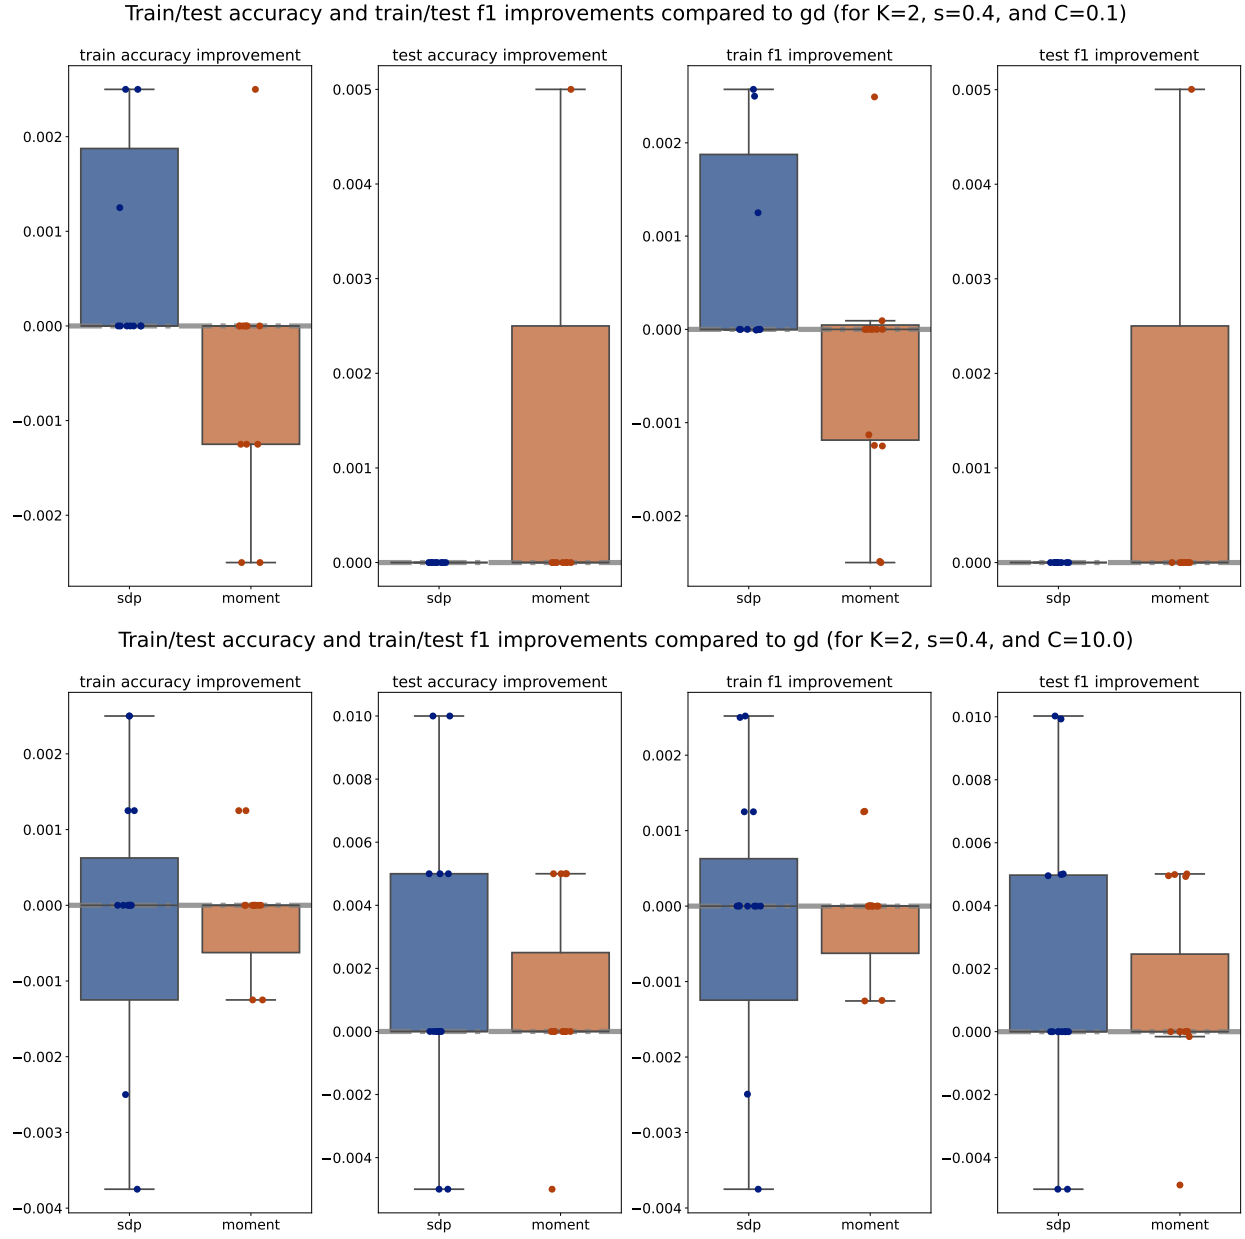 Train/test accuracy and train/test f1 improvements compared to gd (for K=2, s=0.4, and C=0.1)
train accuracy improvement
test accuracy improvement
train f1 improvement
test f1 improvement
0.002
0.001
0.000
−0.001
−0.002
sdp
moment
0.005
0.004
0.003
0.002
0.001
0.000
sdp
moment
0.002
0.001
0.000
−0.001
−0.002
sdp
moment
0.005
0.004
0.003
0.002
0.001
0.000
sdp
moment
Train/test accuracy and train/test f1 improvements compared to gd (for K=2, s=0.4, and C=10.0)
train accuracy improvement
test accuracy improvement
train f1 improvement
test f1 improvement
0.002
0.001
0.000
−0.001
−0.002
−0.003
−0.004
sdp
moment
0.010
0.008
0.006
0.004
0.002
0.000
−0.002
−0.004
sdp
moment
0.002
0.001
0.000
−0.001
−0.002
−0.003
−0.004
sdp
moment
0.010
0.008
0.006
0.004
0.002
0.000
−0.002
−0.004
sdp
moment